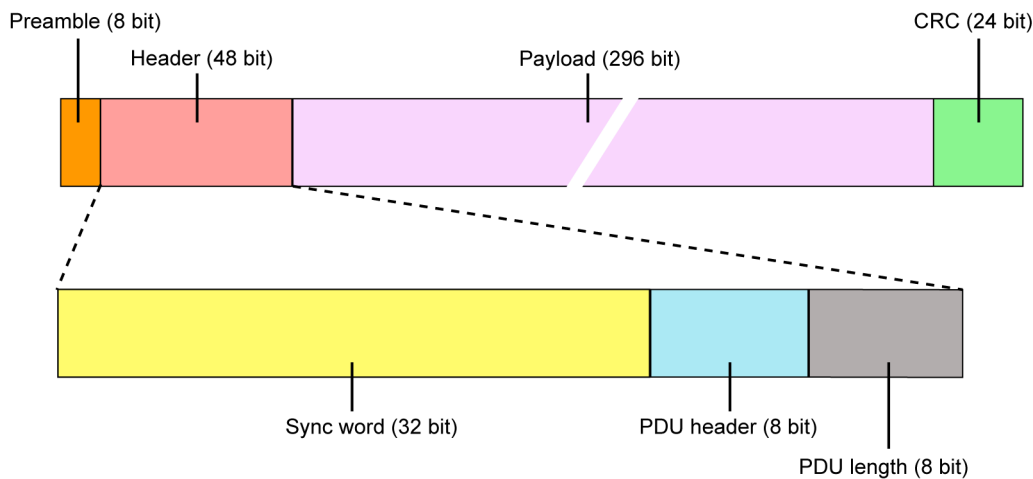 Preamble (8 bit)
CRC (24 bit)
Header (48 bit)
Payload (296 bit)
Sync word (32 bit)
PDU header (8 bit)
PDU length (8 bit)